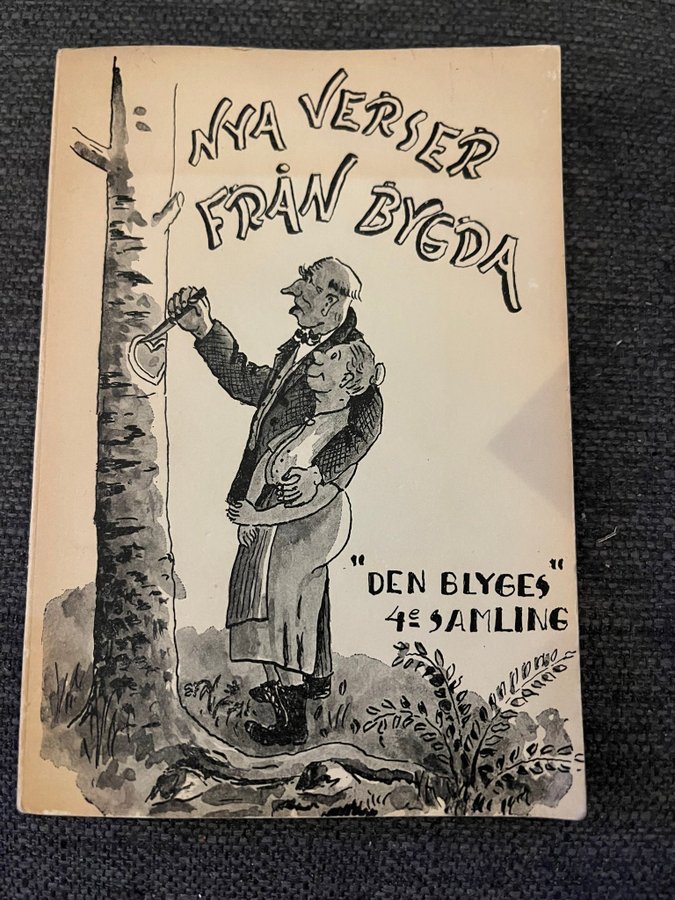 NYA VERSER
FRÅN BYGDA
"DEN BLYGES"
4e SAMLING